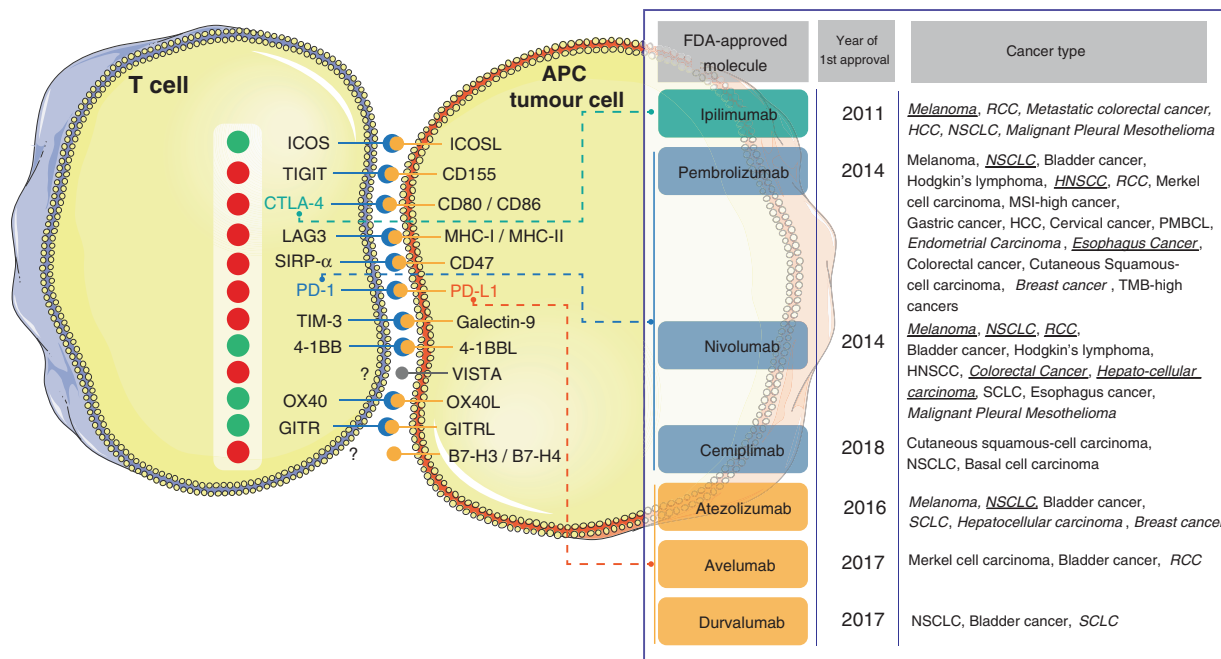 T cell
APC
tumour cell
ICOS
ICOSL
TIGIT
CD155
CTLA-4
CD80 / CD86
LAG3
MHC-I / MHC-II
SIRP-α
CD47
PD-1
PD-L1
TIM-3
Galectin-9
4-1BB
4-1BBL
?
VISTA
OX40
OX40L
GITR
GITRL
?
B7-H3 / B7-H4
FDA-approved
molecule
Year of
1st approval
Cancer type
Ipilimumab
2011
Melanoma, RCC, Metastatic colorectal cancer,
HCC, NSCLC, Malignant Pleural Mesothelioma
Pembrolizumab
2014
Melanoma, NSCLC, Bladder cancer,
Hodgkin's lymphoma, HNSCC, RCC, Merkel
cell carcinoma, MSI-high cancer,
Gastric cancer, HCC, Cervical cancer, PMBCL,
Endometrial Carcinoma , Esophagus Cancer,
Colorectal cancer, Cutaneous Squamous-
cell carcinoma, Breast cancer , TMB-high
cancers
Nivolumab
2014
Melanoma, NSCLC, RCC,
Bladder cancer, Hodgkin's lymphoma,
HNSCC, Colorectal Cancer, Hepato-cellular
carcinoma, SCLC, Esophagus cancer,
Malignant Pleural Mesothelioma
Cemiplimab
2018
Cutaneous squamous-cell carcinoma,
NSCLC, Basal cell carcinoma
Atezolizumab
2016
Melanoma, NSCLC, Bladder cancer,
SCLC, Hepatocellular carcinoma , Breast cancer
Avelumab
2017
Merkel cell carcinoma, Bladder cancer, RCC
Durvalumab
2017
NSCLC, Bladder cancer, SCLC